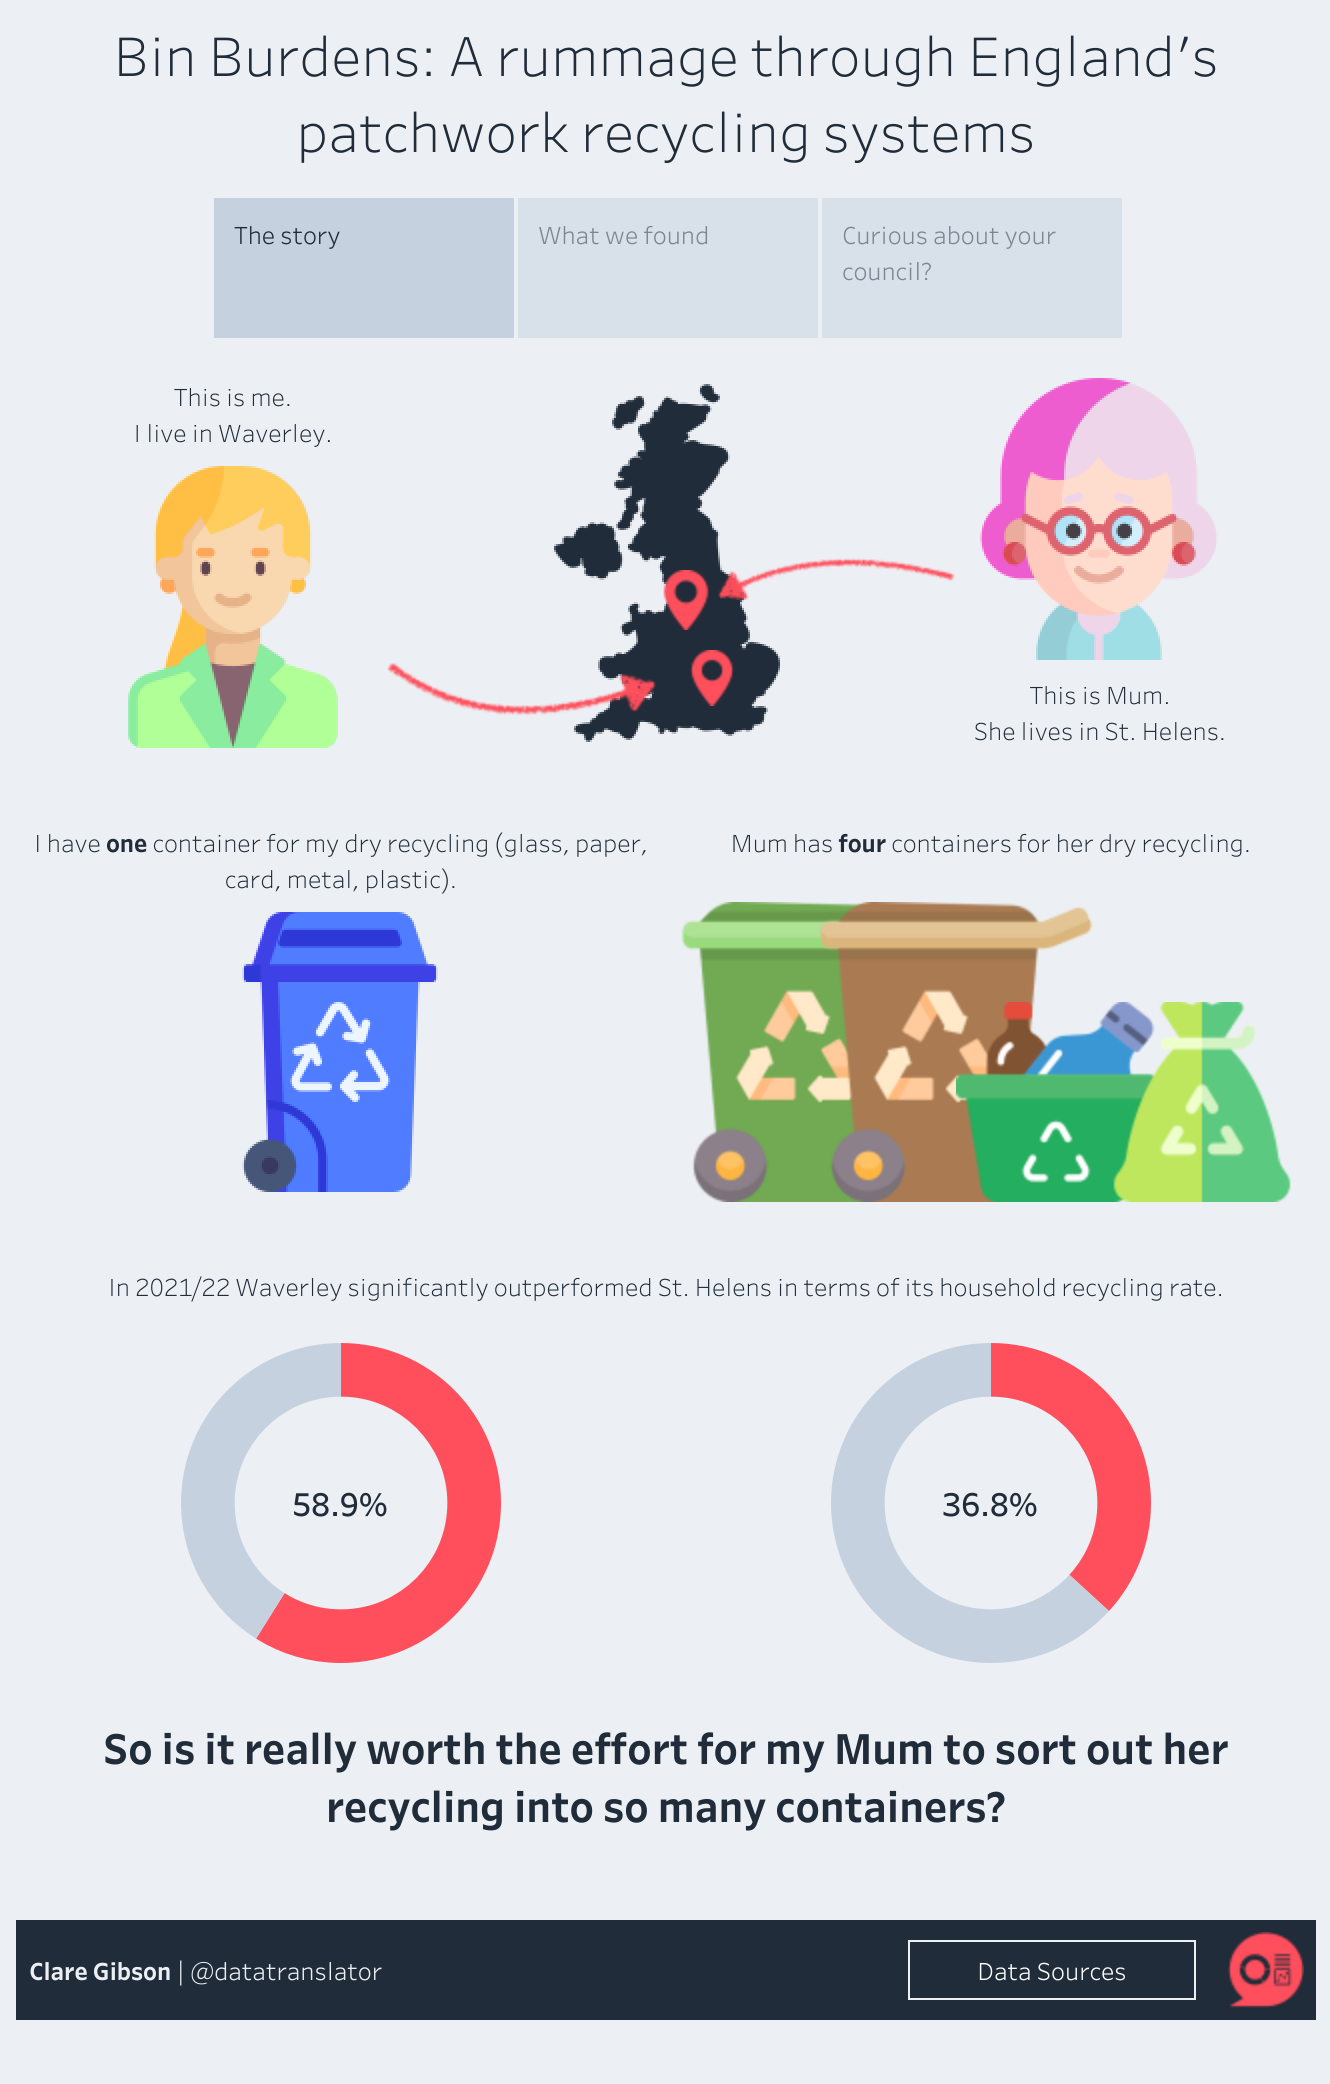 Bin Burdens: A rummage through England’s
patchwork recycling systems
The story
What we found
Curious about your
council?
This is me.
I live in Waverley.
This is Mum.
She lives in St. Helens.
I have one container for my dry recycling (glass, paper,
card, metal, plastic).
Mum has four containers for her dry recycling.
In 2021/22 Waverley significantly outperformed St. Helens in terms of its household recycling rate.
58.9%
36.8%
So is it really worth the effort for my Mum to sort out her
recycling into so many containers?
Clare Gibson | @datatranslator
Data Sources